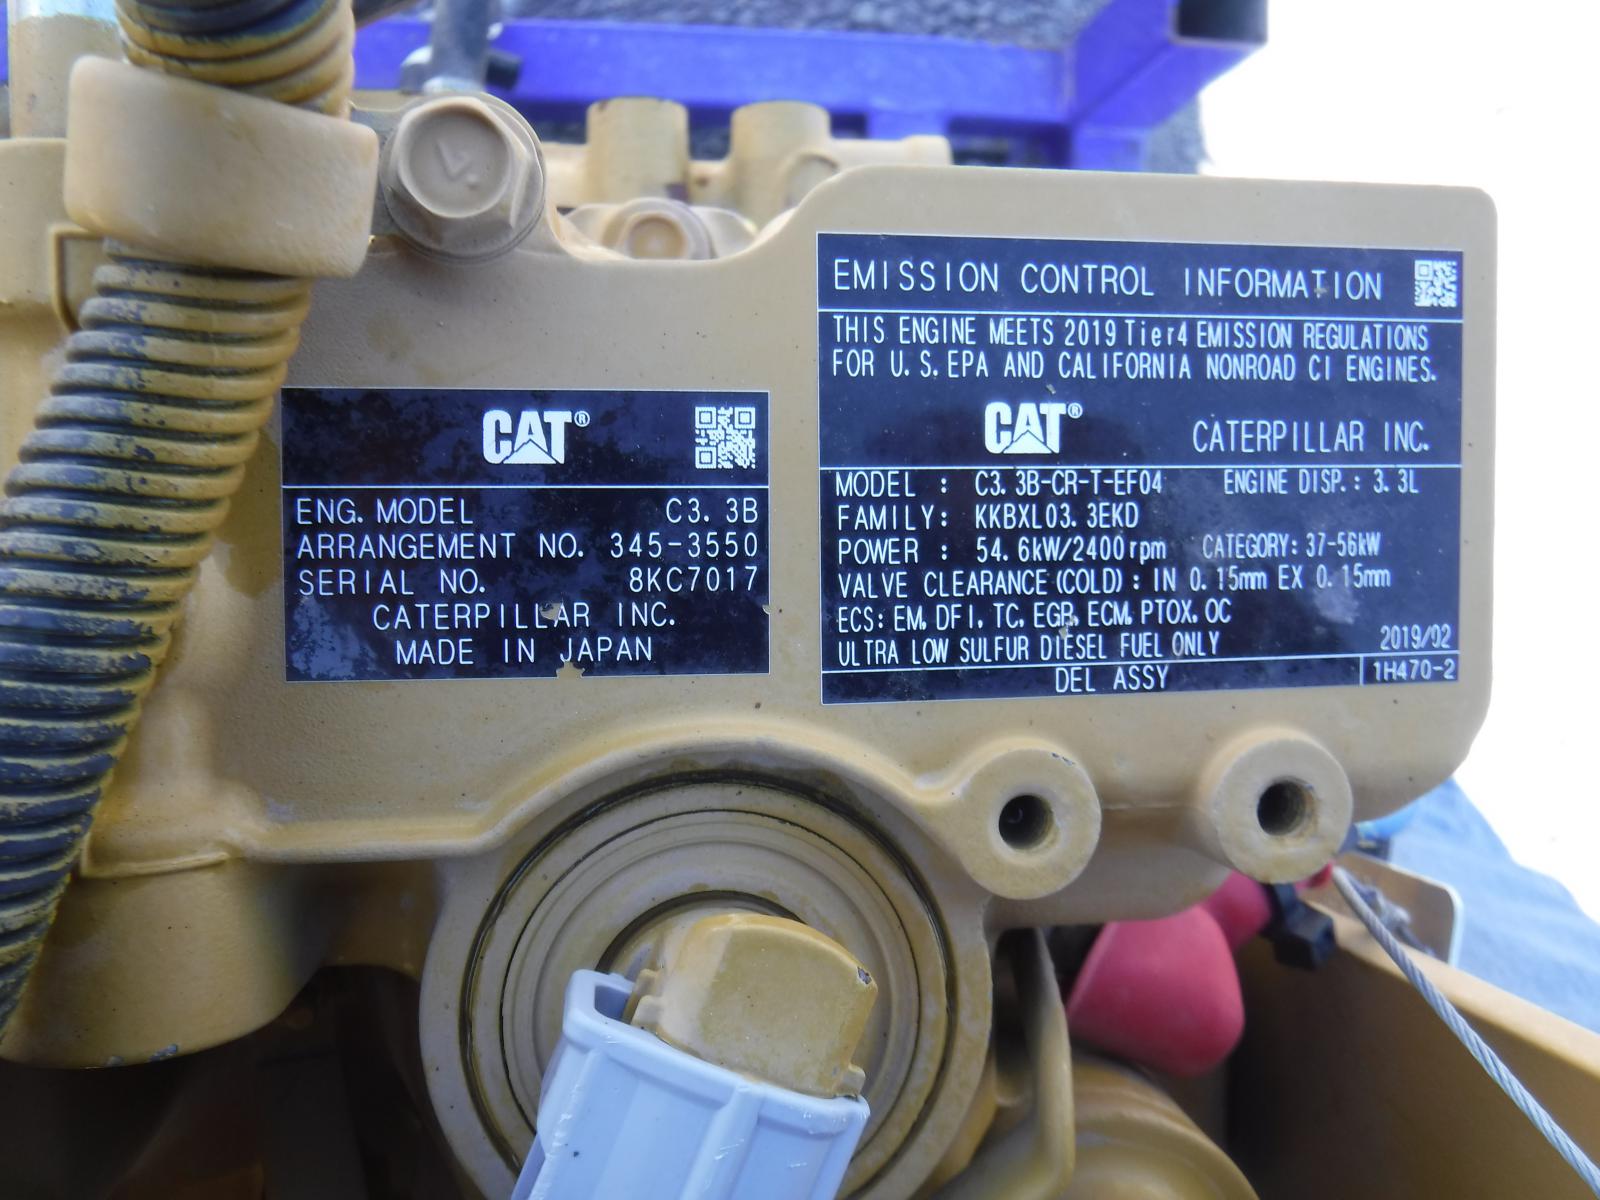 CAT®
ENG. MODEL C3.3B
ARRANGEMENT NO. 345-3550
SERIAL NO. 8KC7017
CATERPILLAR INC.
MADE IN JAPAN
EMISSION CONTROL INFORMATION
THIS ENGINE MEETS 2019 Tier4 EMISSION REGULATIONS
FOR U.S. EPA AND CALIFORNIA NONROAD CI ENGINES.
CAT® CATERPILLAR INC.
MODEL : C3.3B-CR-T-EF04 ENGINE DISP.: 3.3L
FAMILY: KKBXL03.3EKD
POWER : 54.6kW/2400rpm CATEGORY: 37-56kW
VALVE CLEARANCE (COLD) : IN 0.15mm EX 0.15mm
ECS: EM, DFI, TC, EGR, ECM, PTOX, OC
ULTRA LOW SULFUR DIESEL FUEL ONLY 2019/02
DEL ASSY 1H470-2